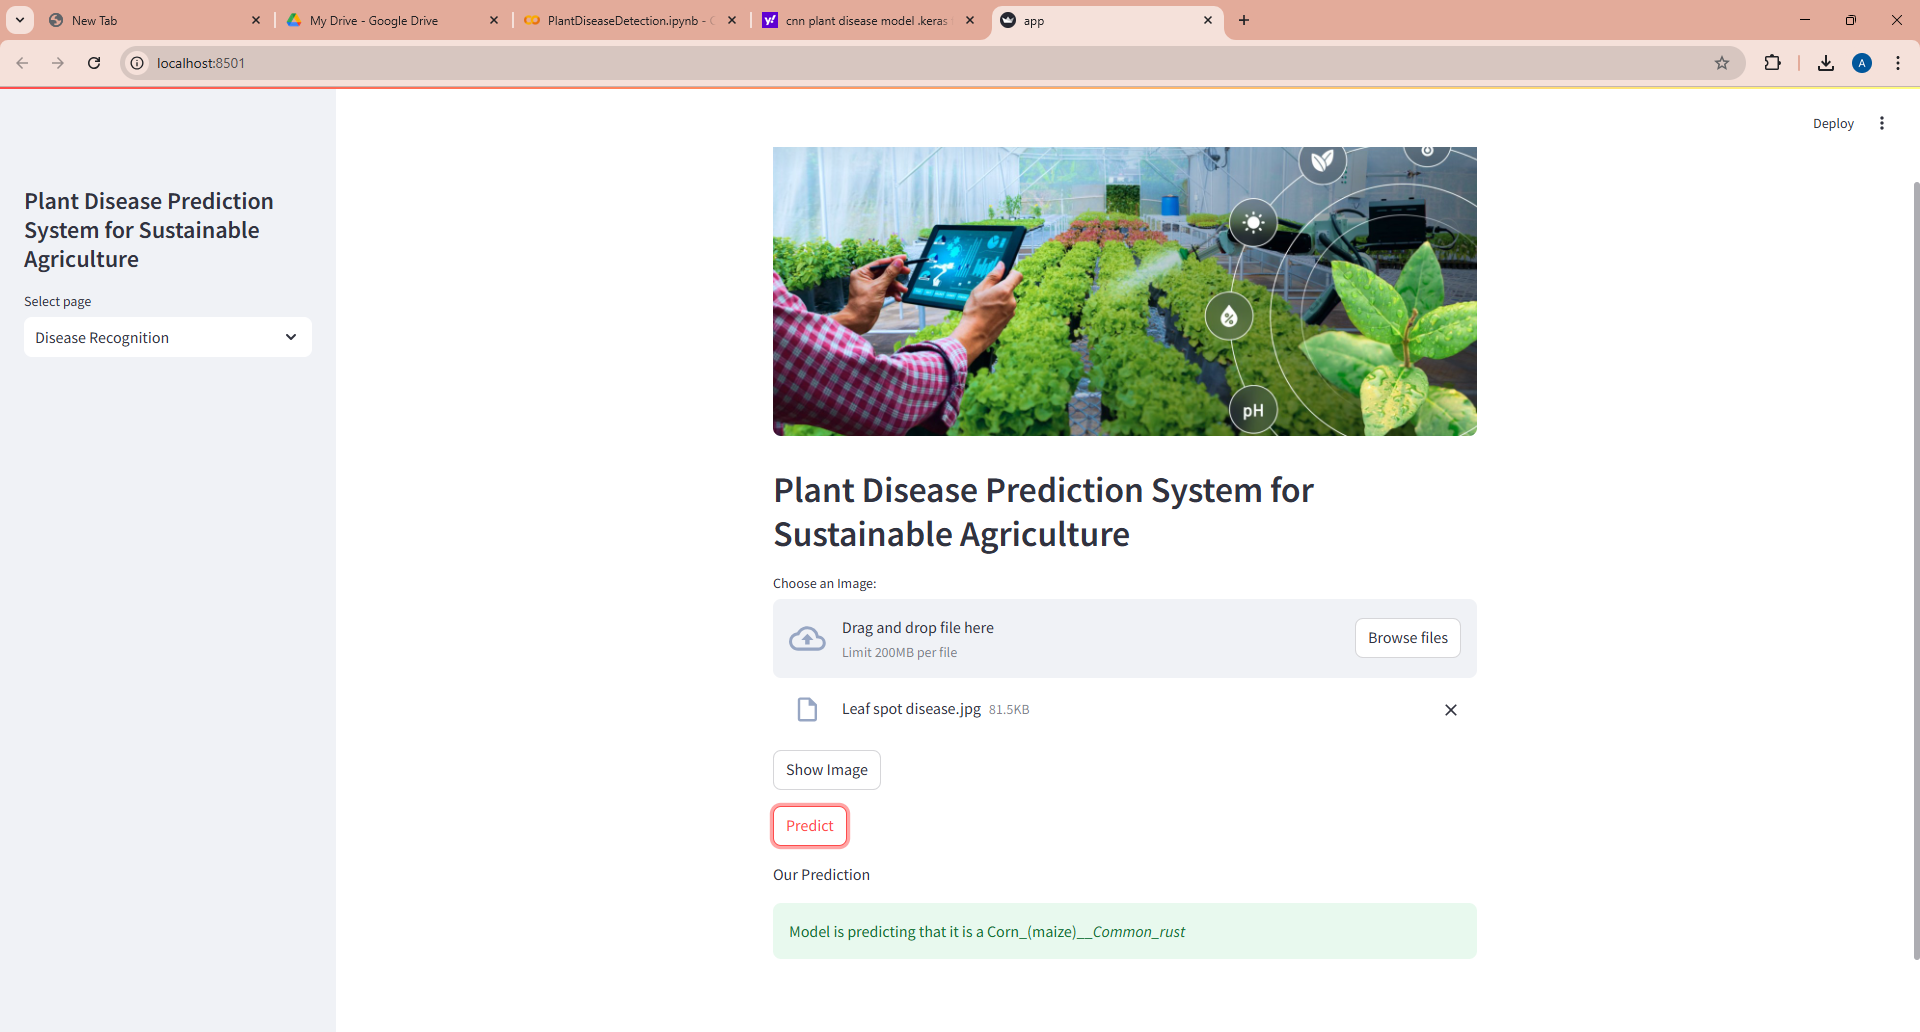 New Tab
My Drive - Google Drive
PlantDiseaseDetection.ipynb -
cnn plant disease model .keras
app
localhost:8501
A
Deploy
Plant Disease Prediction
System for Sustainable
Agriculture
Select page
Disease Recognition
pH
Plant Disease Prediction System for
Sustainable Agriculture
Choose an Image:
Drag and drop file here
Limit 200MB per file
Browse files
Leaf spot disease.jpg 81.5KB
Show Image
Predict
Our Prediction
Model is predicting that it is a Corn_(maize)__Common_rust